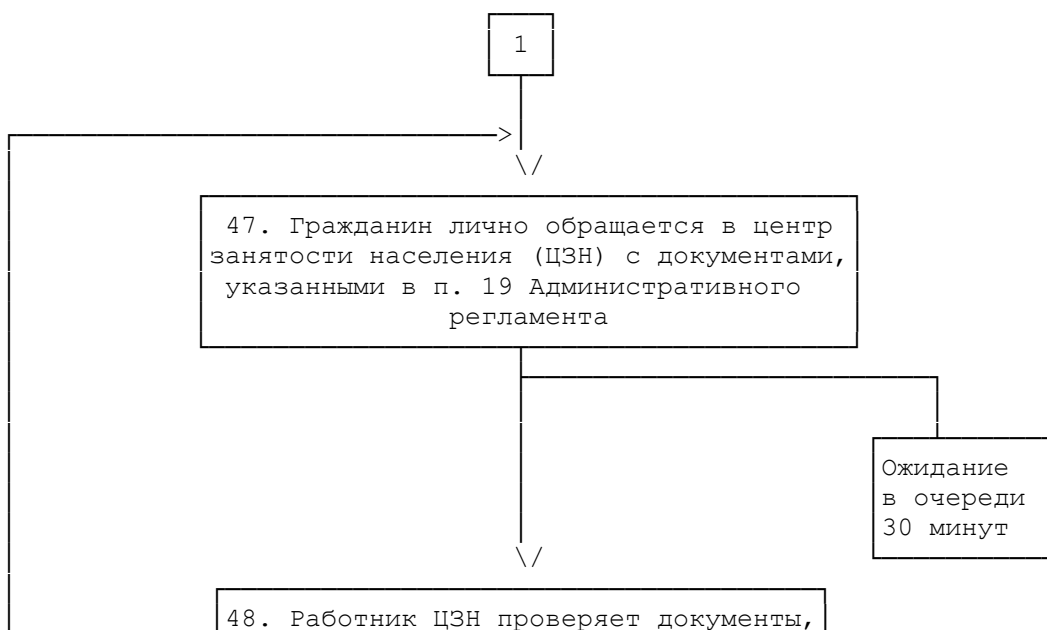 1
47. Гражданин лично обращается в центр
занятости населения (ЦЗН) с документами,
указанными в п. 19 Административного
регламента
Ожидание
в очереди
30 минут
48. Работник ЦЗН проверяет документы,